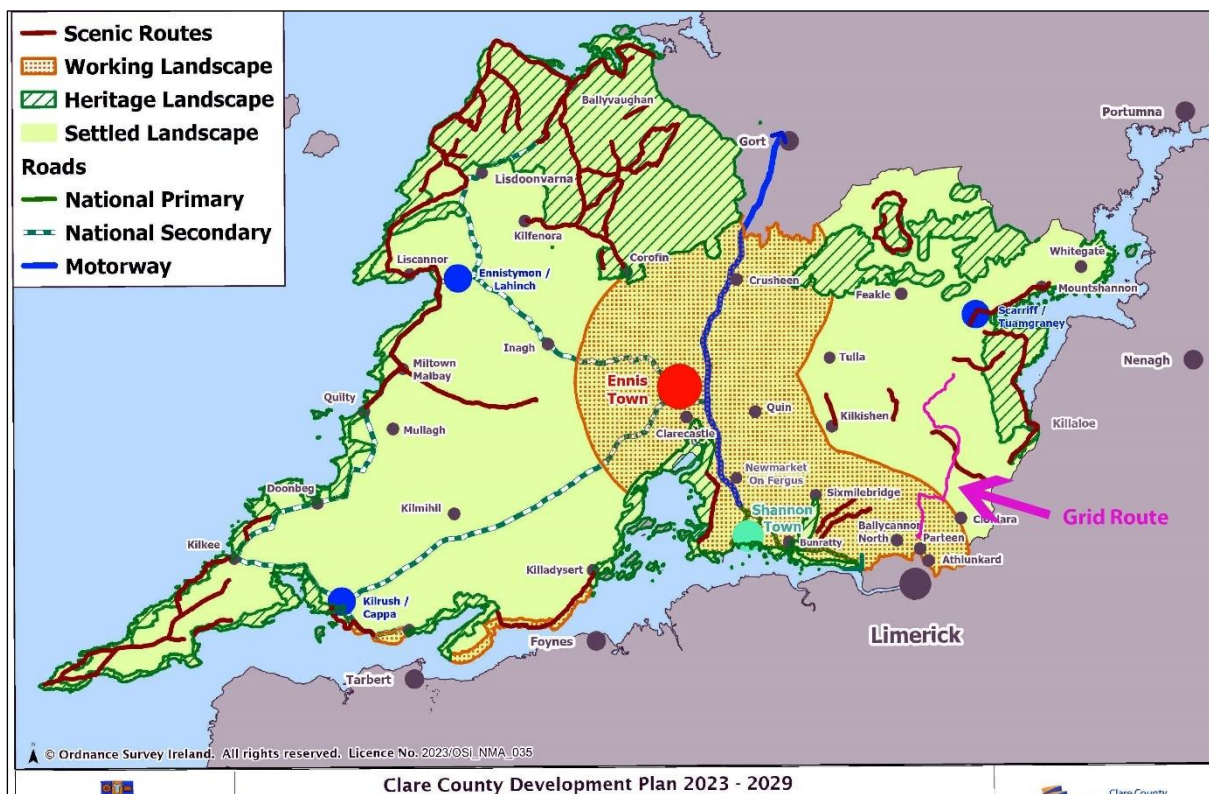 Scenic Routes
Working Landscape
Heritage Landscape
Settled Landscape
Roads
National Primary
National Secondary
Motorway
Ballyvaughan
Portumna
Gort
Lisdoonvarna
Kilfenora
Corofin
Whitegate
Liscannor
Ennistymon /
Lahinch
Crusheen
Feakle
Mountshannon
Scarriff /
Tuamgraney
Inagh
Tulla
Nenagh
Miltown
Malbay
Ennis
Town
Quilty
Quin
Kilkishen
Killaloe
Mullagh
Clarecastle
Newmarket
On Fergus
Doonbeg
Kilmihil
Sixmilebridge
Shannon
Town
Ballycannon
North
Clonlara
Grid Route
Kilkee
Bunratty
Parteen
Athlunkard
Killadysert
Kilrush /
Cappa
Foynes
Limerick
Tarbert
N
© Ordnance Survey Ireland. All rights reserved. Licence No. 2023/OSi_NMA_035
Clare County Development Plan 2023 - 2029
Clare County